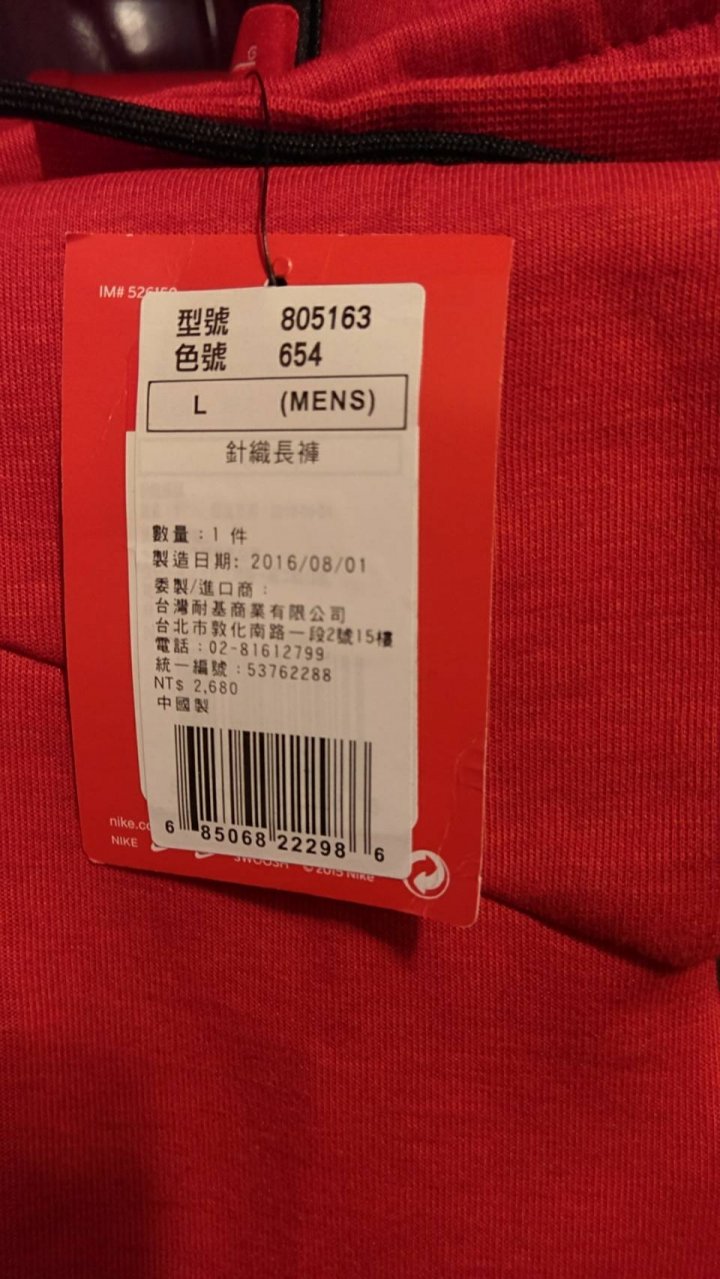 IM# 526150
型號 805163
色號 654
L (MENS)
針織長褲
數量：1 件
製造日期: 2016/08/01
委製/進口商：
台灣耐基商業有限公司
台北市敦化南路一段2號15樓
電話：02-81612799
統一編號：53762288
NT$ 2,680
中國製
6 85068 22298 6
nike.co
NIKE
SWOOSH © 2015 Nike